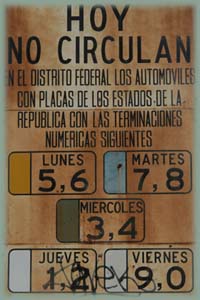 HOY
NO CIRCULAN
EN EL DISTRITO FEDERAL LOS AUTOMOVILES
CON PLACAS DE LOS ESTADOS DE LA
REPUBLICA CON LAS TERMINACIONES
NUMERICAS SIGUIENTES
LUNES
5,6
MARTES
7,8
MIERCOLES
3,4
JUEVES
1,2
VIERNES
9,0